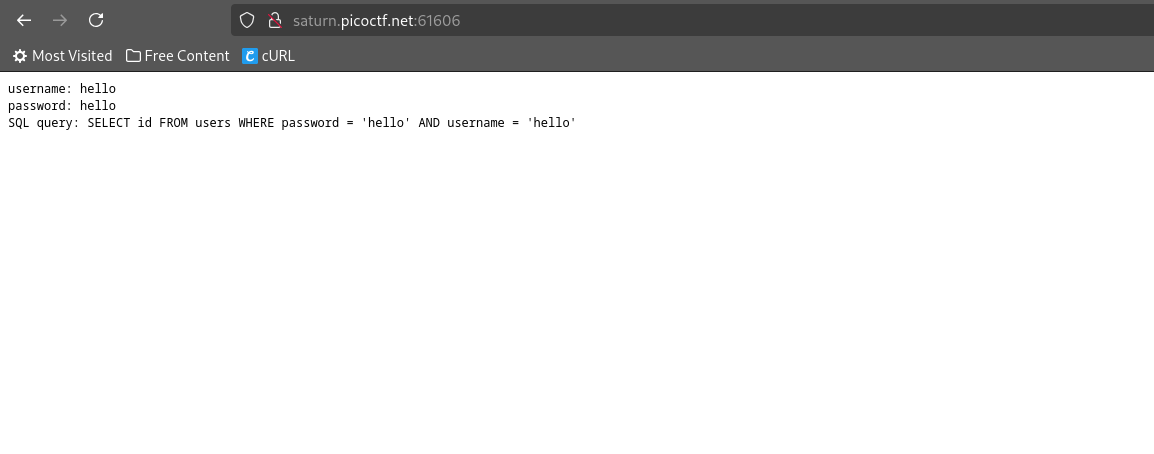 saturn.picoctf.net:61606
Most Visited Free Content cURL
username: hello
password: hello
SQL query: SELECT id FROM users WHERE password = 'hello' AND username = 'hello'